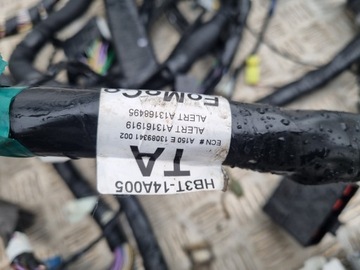 FoMoCo
ALERT A13168495
ALERT A13161919
ECN # A150 E 13089341 002
TA
HB3T-14A005